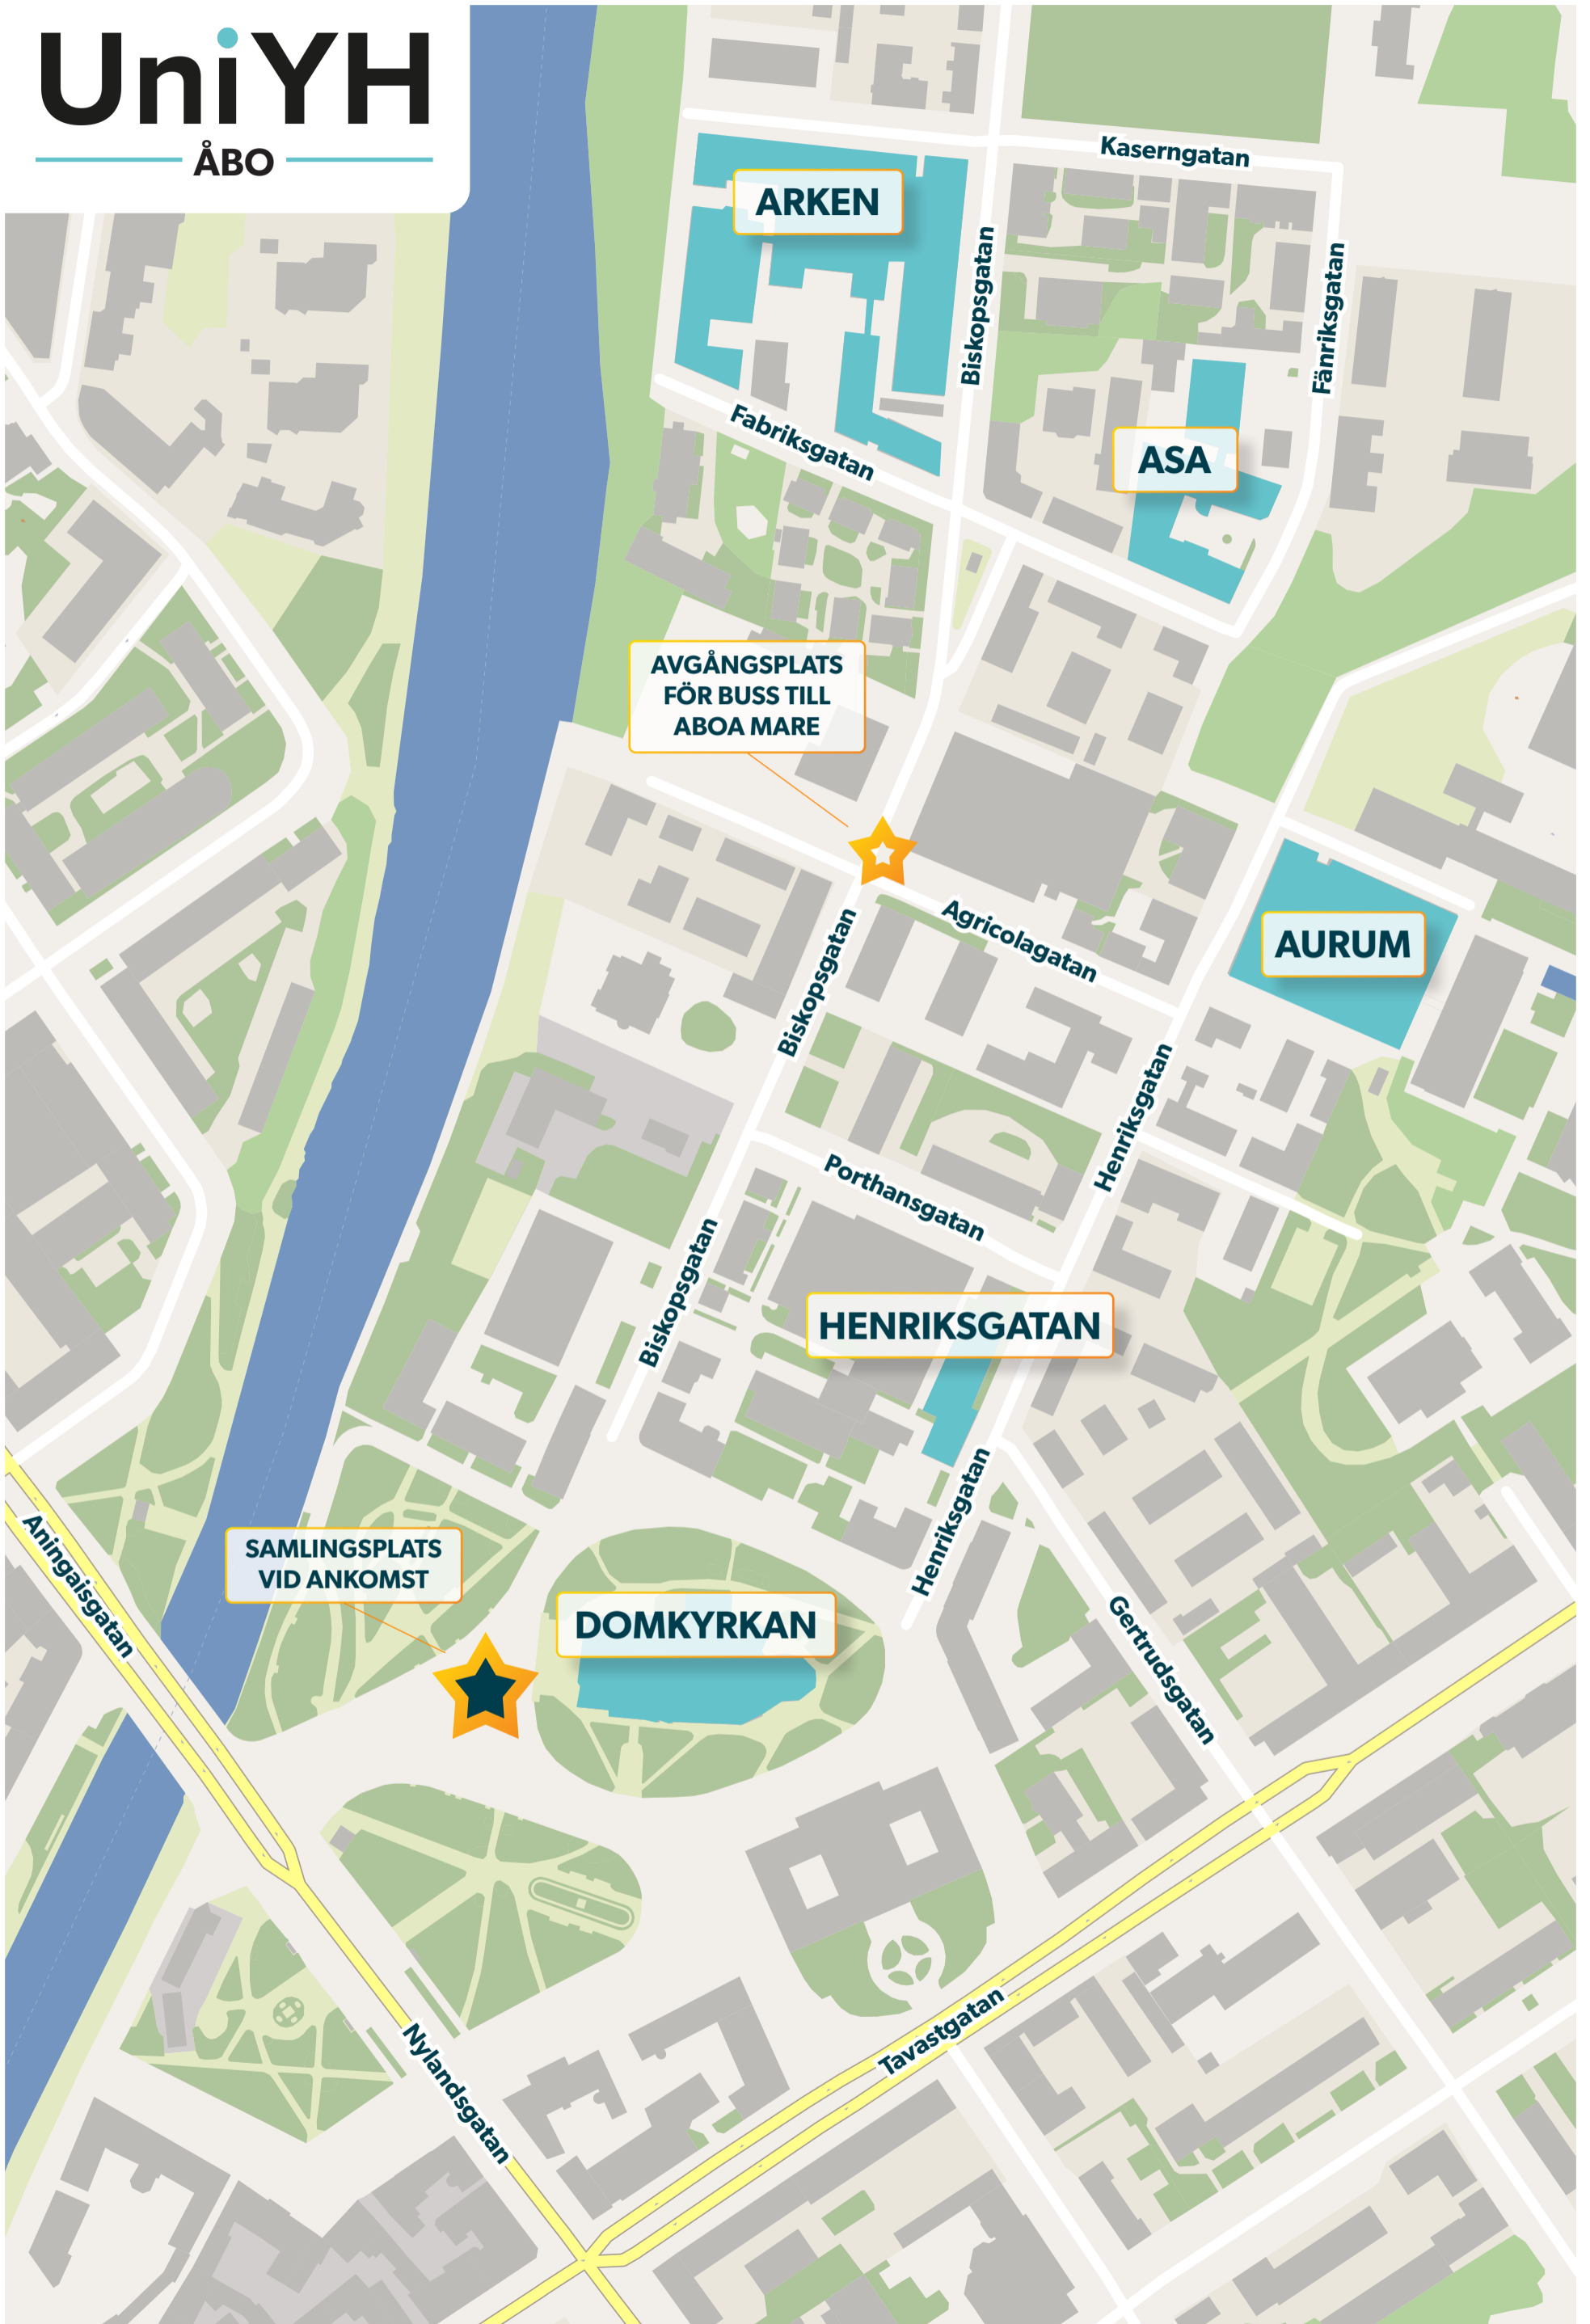 UniYH
ÅBO
Kaserngatan
ARKEN
Biskopsgatan
Fänriksgatan
Fabriksgatan
ASA
AVGÅNGSPLATS
FÖR BUSS TILL
ABOA MARE
Agricolagatan
AURUM
Biskopsgatan
Henriksgatan
Porthansgatan
Biskopsgatan
HENRIKSGATAN
Henriksgatan
Aningaisgatan
SAMLINGSPLATS
VID ANKOMST
DOMKYRKAN
Gertrudsgatan
Tavastgatan
Nylandsgatan